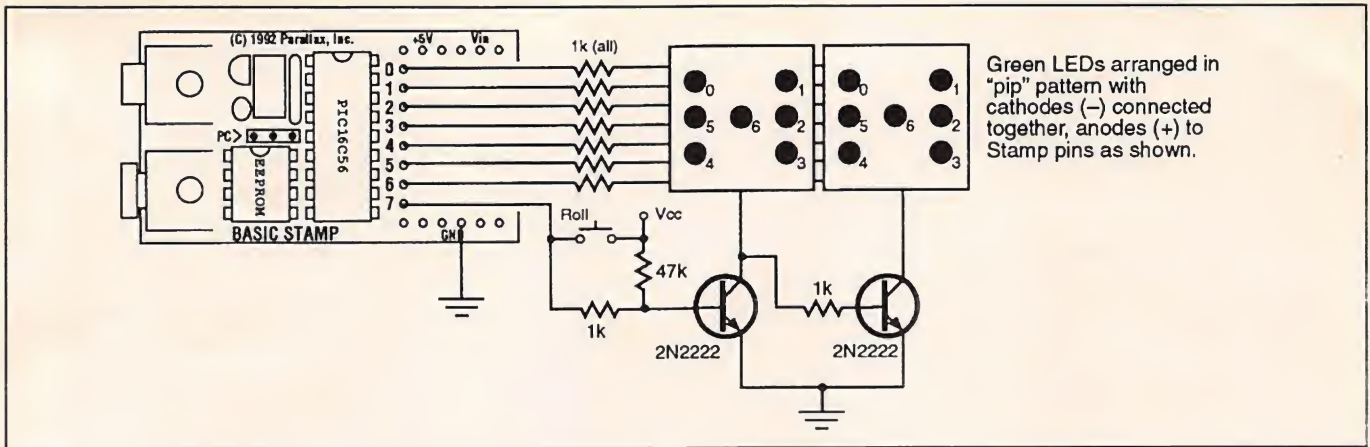 (C) 1992 Parallax, Inc.
+5V Vin
0
1
2
3
4
5
6
7
PC>
EEPROM
PIC16C56
BASIC STAMP
GND
1k (all)
0 1
5 6 2
4 3
0 1
5 6 2
4 3
Green LEDs arranged in
"pip" pattern with
cathodes (–) connected
together, anodes (+) to
Stamp pins as shown.
Roll
Vcc
47k
1k
1k
2N2222
2N2222